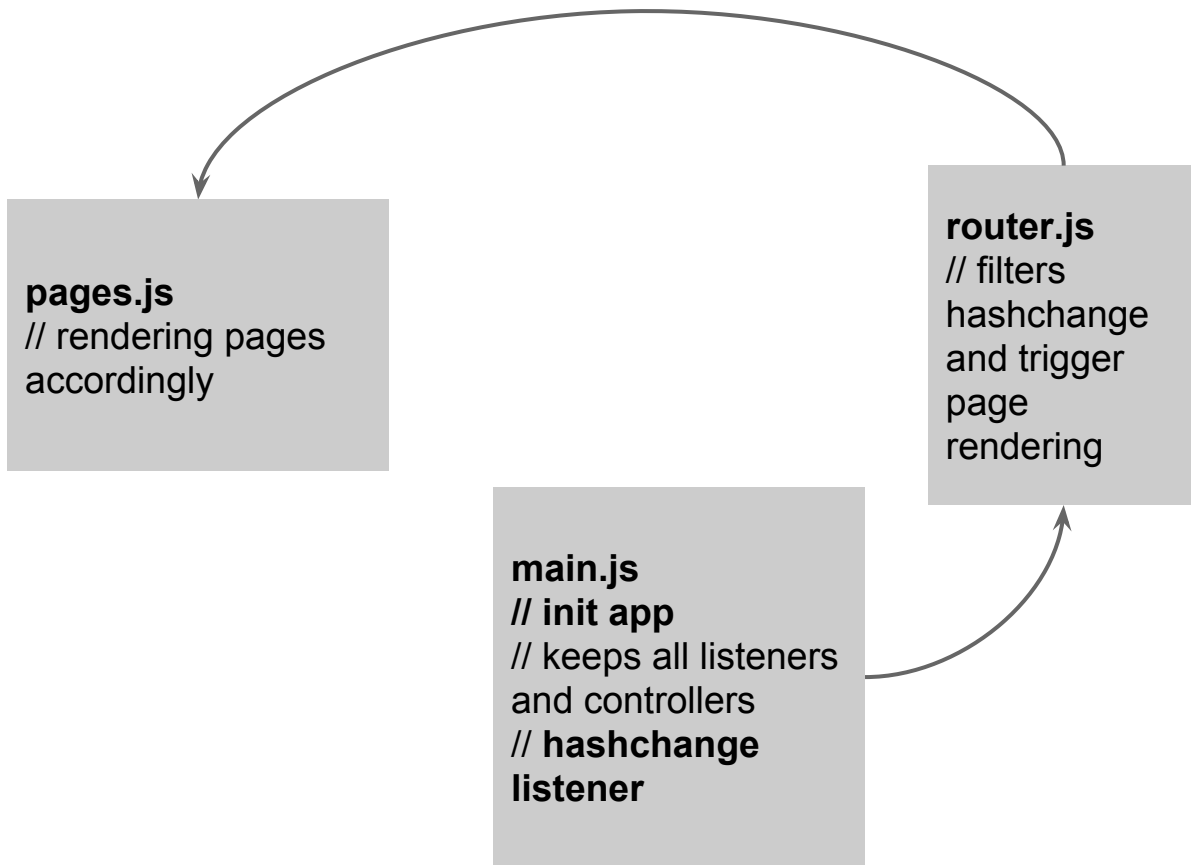 pages.js
// rendering pages
accordingly
router.js
// filters
hashchange
and trigger
page
rendering
main.js
// init app
// keeps all listeners
and controllers
// hashchange
listener